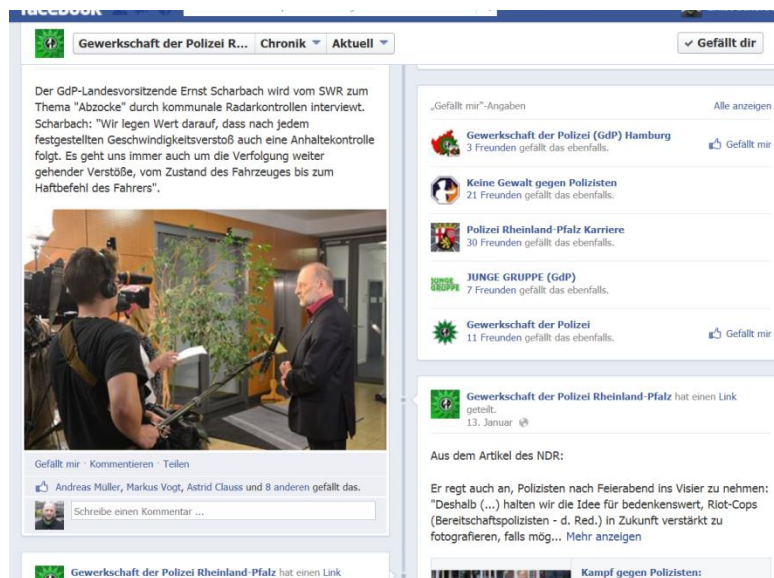 facebook
Gewerkschaft der Polizei R... Chronik Aktuell
Gefällt dir
Der GdP-Landesvorsitzende Ernst Scharbach wird vom SWR zum
Thema "Abzocke" durch kommunale Radarkontrollen interviewt.
Scharbach: "Wir legen Wert darauf, dass nach jedem
festgestellten Geschwindigkeitsverstoß auch eine Anhaltekontrolle
folgt. Es geht uns immer auch um die Verfolgung weiter
gehender Verstöße, vom Zustand des Fahrzeuges bis zum
Haftbefehl des Fahrers".
Gefällt mir · Kommentieren · Teilen
Andreas Müller, Markus Vogt, Astrid Clauss und 8 anderen gefällt das.
Schreibe einen Kommentar ...
Gewerkschaft der Polizei Rheinland-Pfalz hat einen Link
„Gefällt mir"-Angaben Alle anzeigen
Gewerkschaft der Polizei (GdP) Hamburg
3 Freunden gefällt das ebenfalls. Gefällt mir
Keine Gewalt gegen Polizisten
21 Freunden gefällt das ebenfalls.
Polizei Rheinland-Pfalz Karriere
30 Freunden gefällt das ebenfalls.
JUNGE GRUPPE
JUNGE GRUPPE (GdP)
7 Freunden gefällt das ebenfalls.
Gewerkschaft der Polizei
11 Freunden gefällt das ebenfalls. Gefällt mir
Gewerkschaft der Polizei Rheinland-Pfalz hat einen Link
geteilt.
13. Januar
Aus dem Artikel des NDR:
Er regt auch an, Polizisten nach Feierabend ins Visier zu nehmen:
"Deshalb (...) halten wir die Idee für bedenkenswert, Riot-Cops
(Bereitschaftspolizisten - d. Red.) in Zukunft verstärkt zu
fotografieren, falls mög... Mehr anzeigen
Kampf gegen Polizisten: